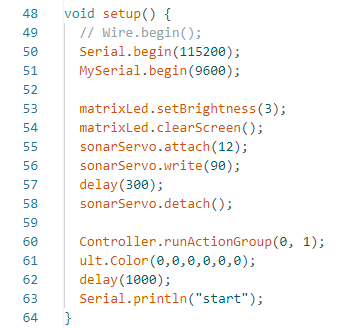 48 void setup() {
49 // Wire.begin();
50 Serial.begin(115200);
51 MySerial.begin(9600);
52
53 matrixLed.setBrightness(3);
54 matrixLed.clearScreen();
55 sonarServo.attach(12);
56 sonarServo.write(90);
57 delay(300);
58 sonarServo.detach();
59
60 Controller.runActionGroup(0, 1);
61 ult.Color(0,0,0,0,0,0);
62 delay(1000);
63 Serial.println("start");
64 }